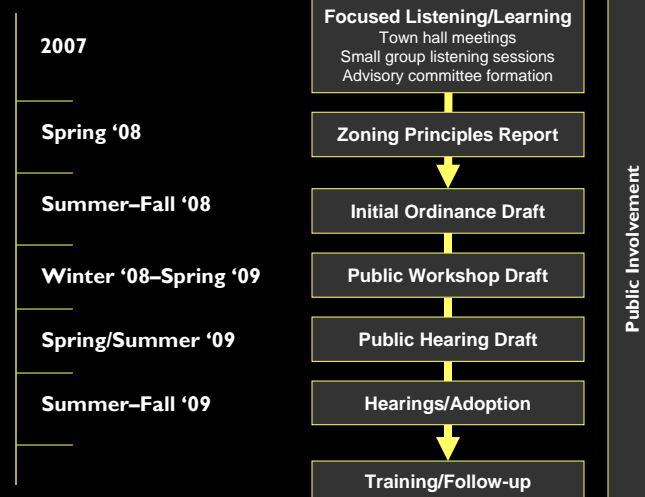 2007
Focused Listening/Learning
Town hall meetings
Small group listening sessions
Advisory committee formation
Spring ‘08
Zoning Principles Report
Summer–Fall ‘08
Initial Ordinance Draft
Winter ‘08–Spring ‘09
Public Workshop Draft
Spring/Summer ‘09
Public Hearing Draft
Summer–Fall ‘09
Hearings/Adoption
Training/Follow-up
Public Involvement